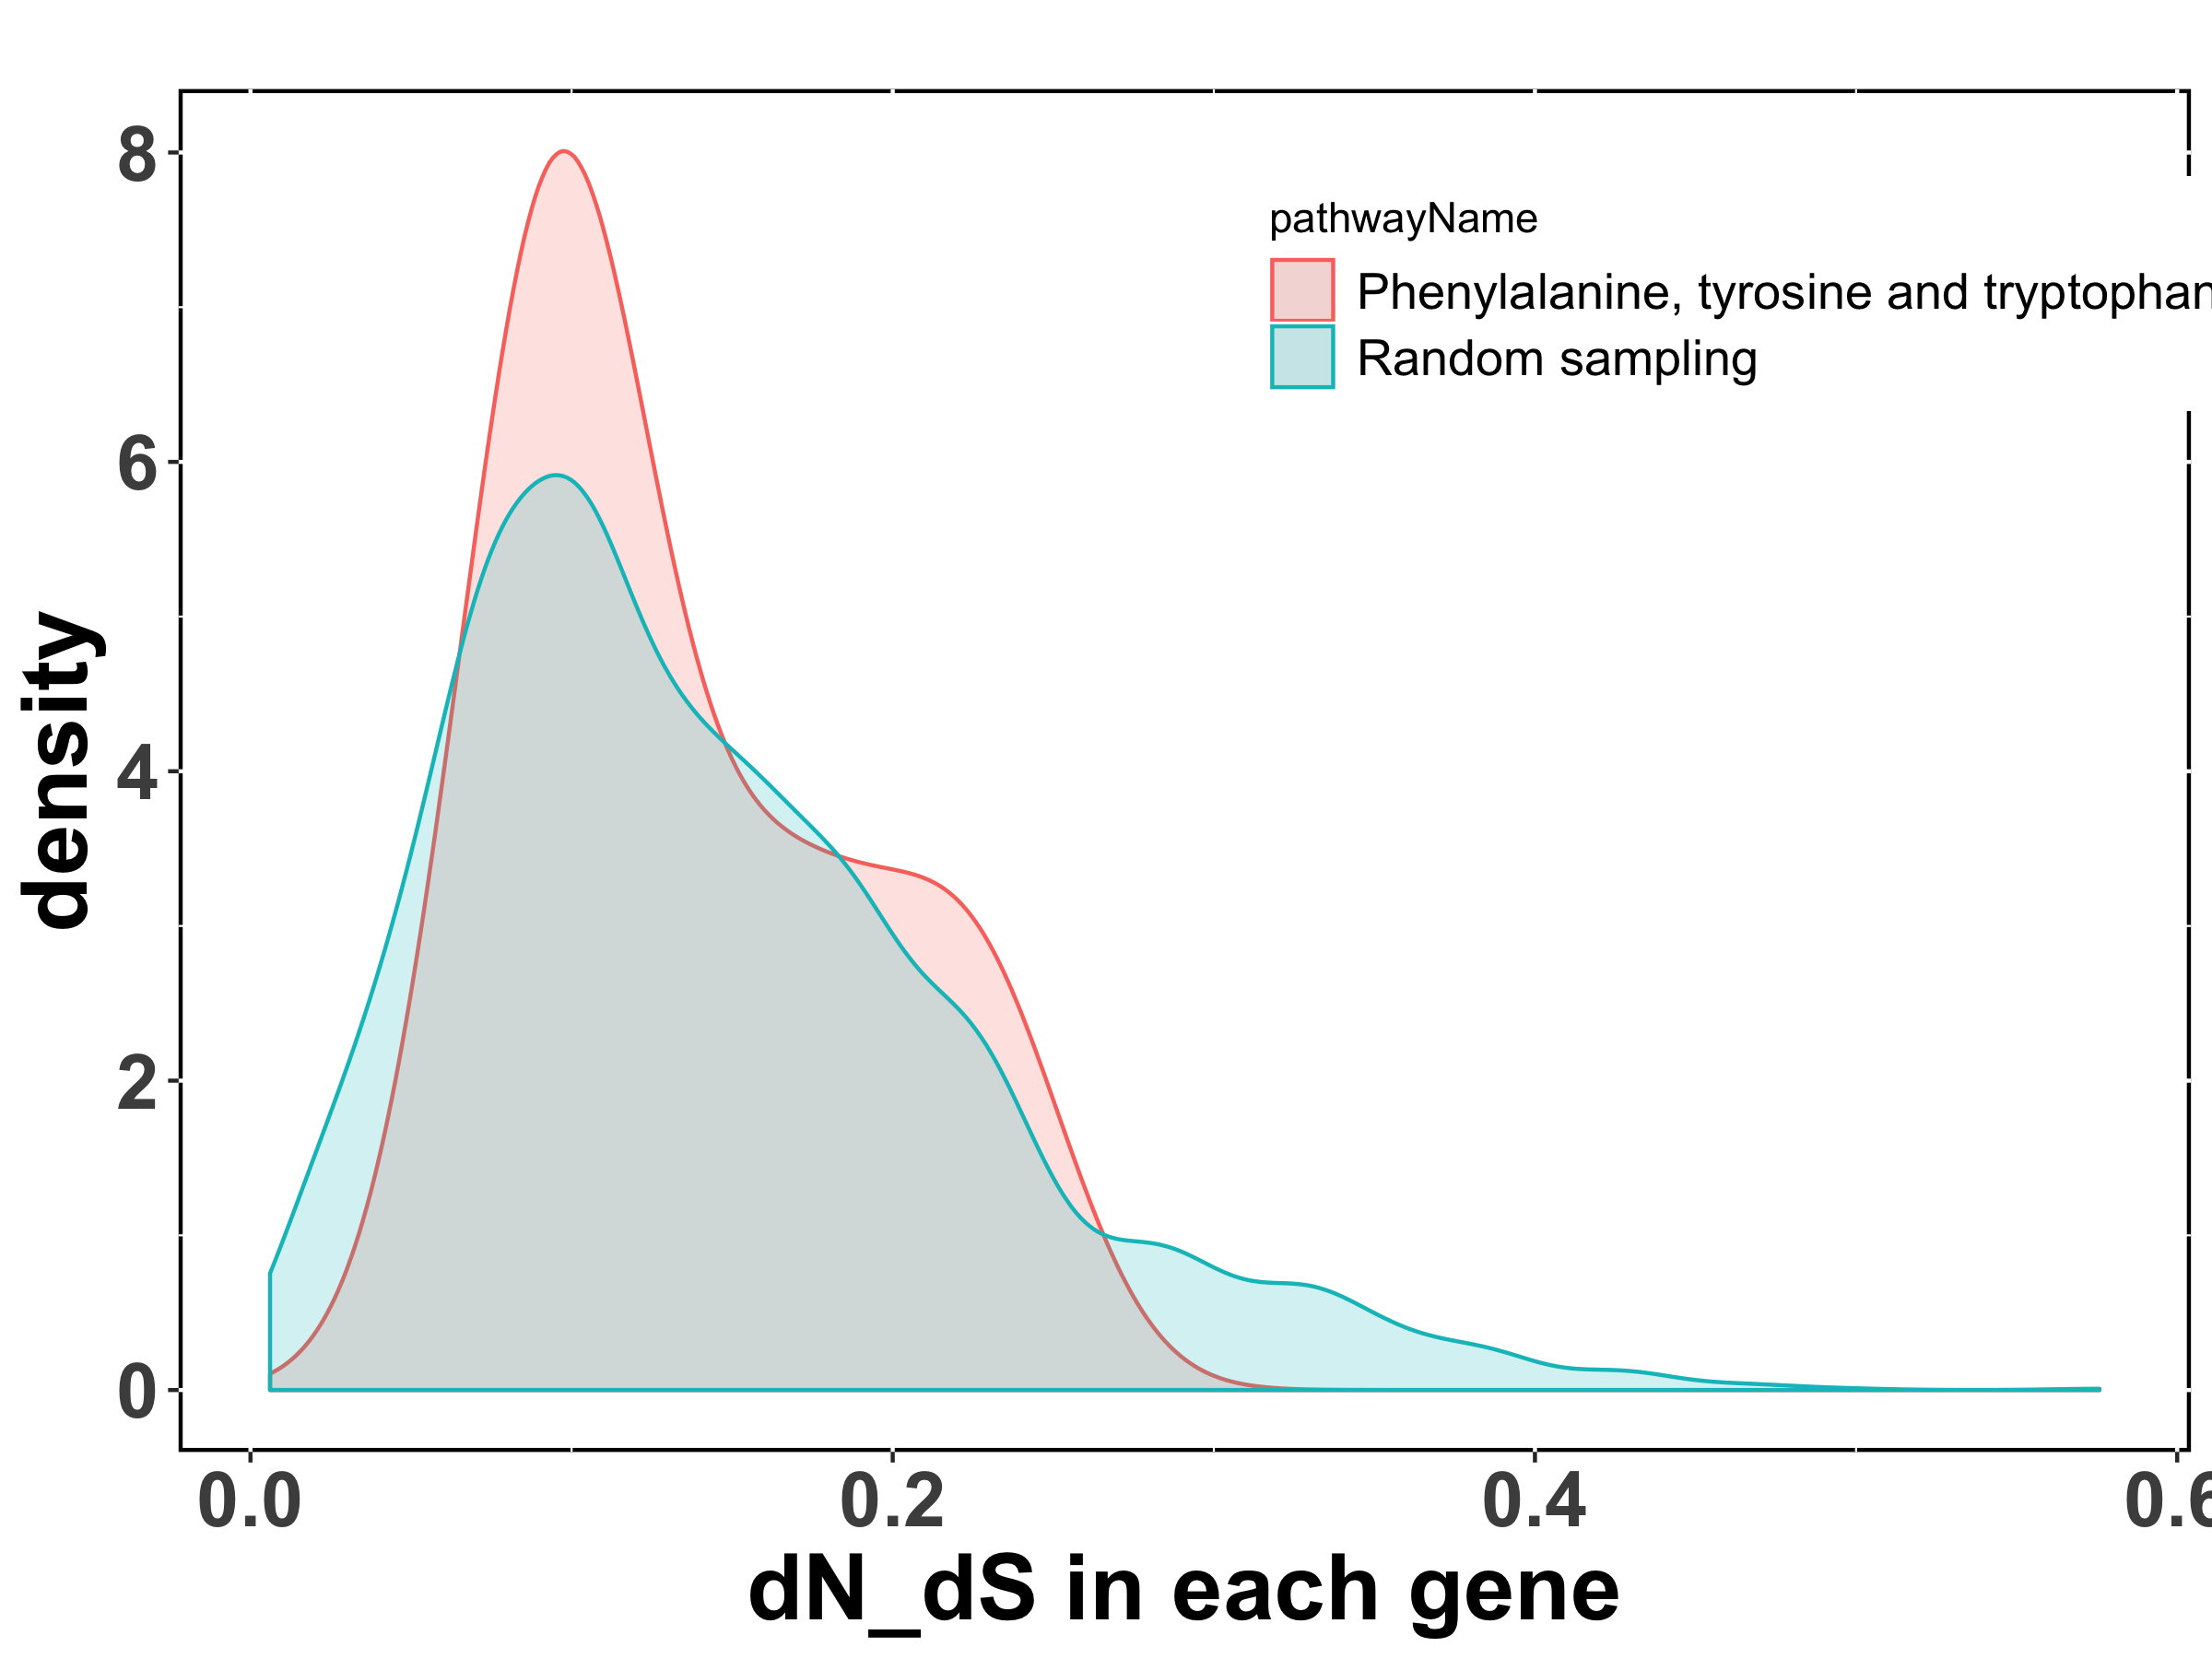 pathwayName
Phenylalanine, tyrosine and tryptophan
Random sampling
8
6
4
2
0
density
0.0
0.2
0.4
0.6
dN_dS in each gene